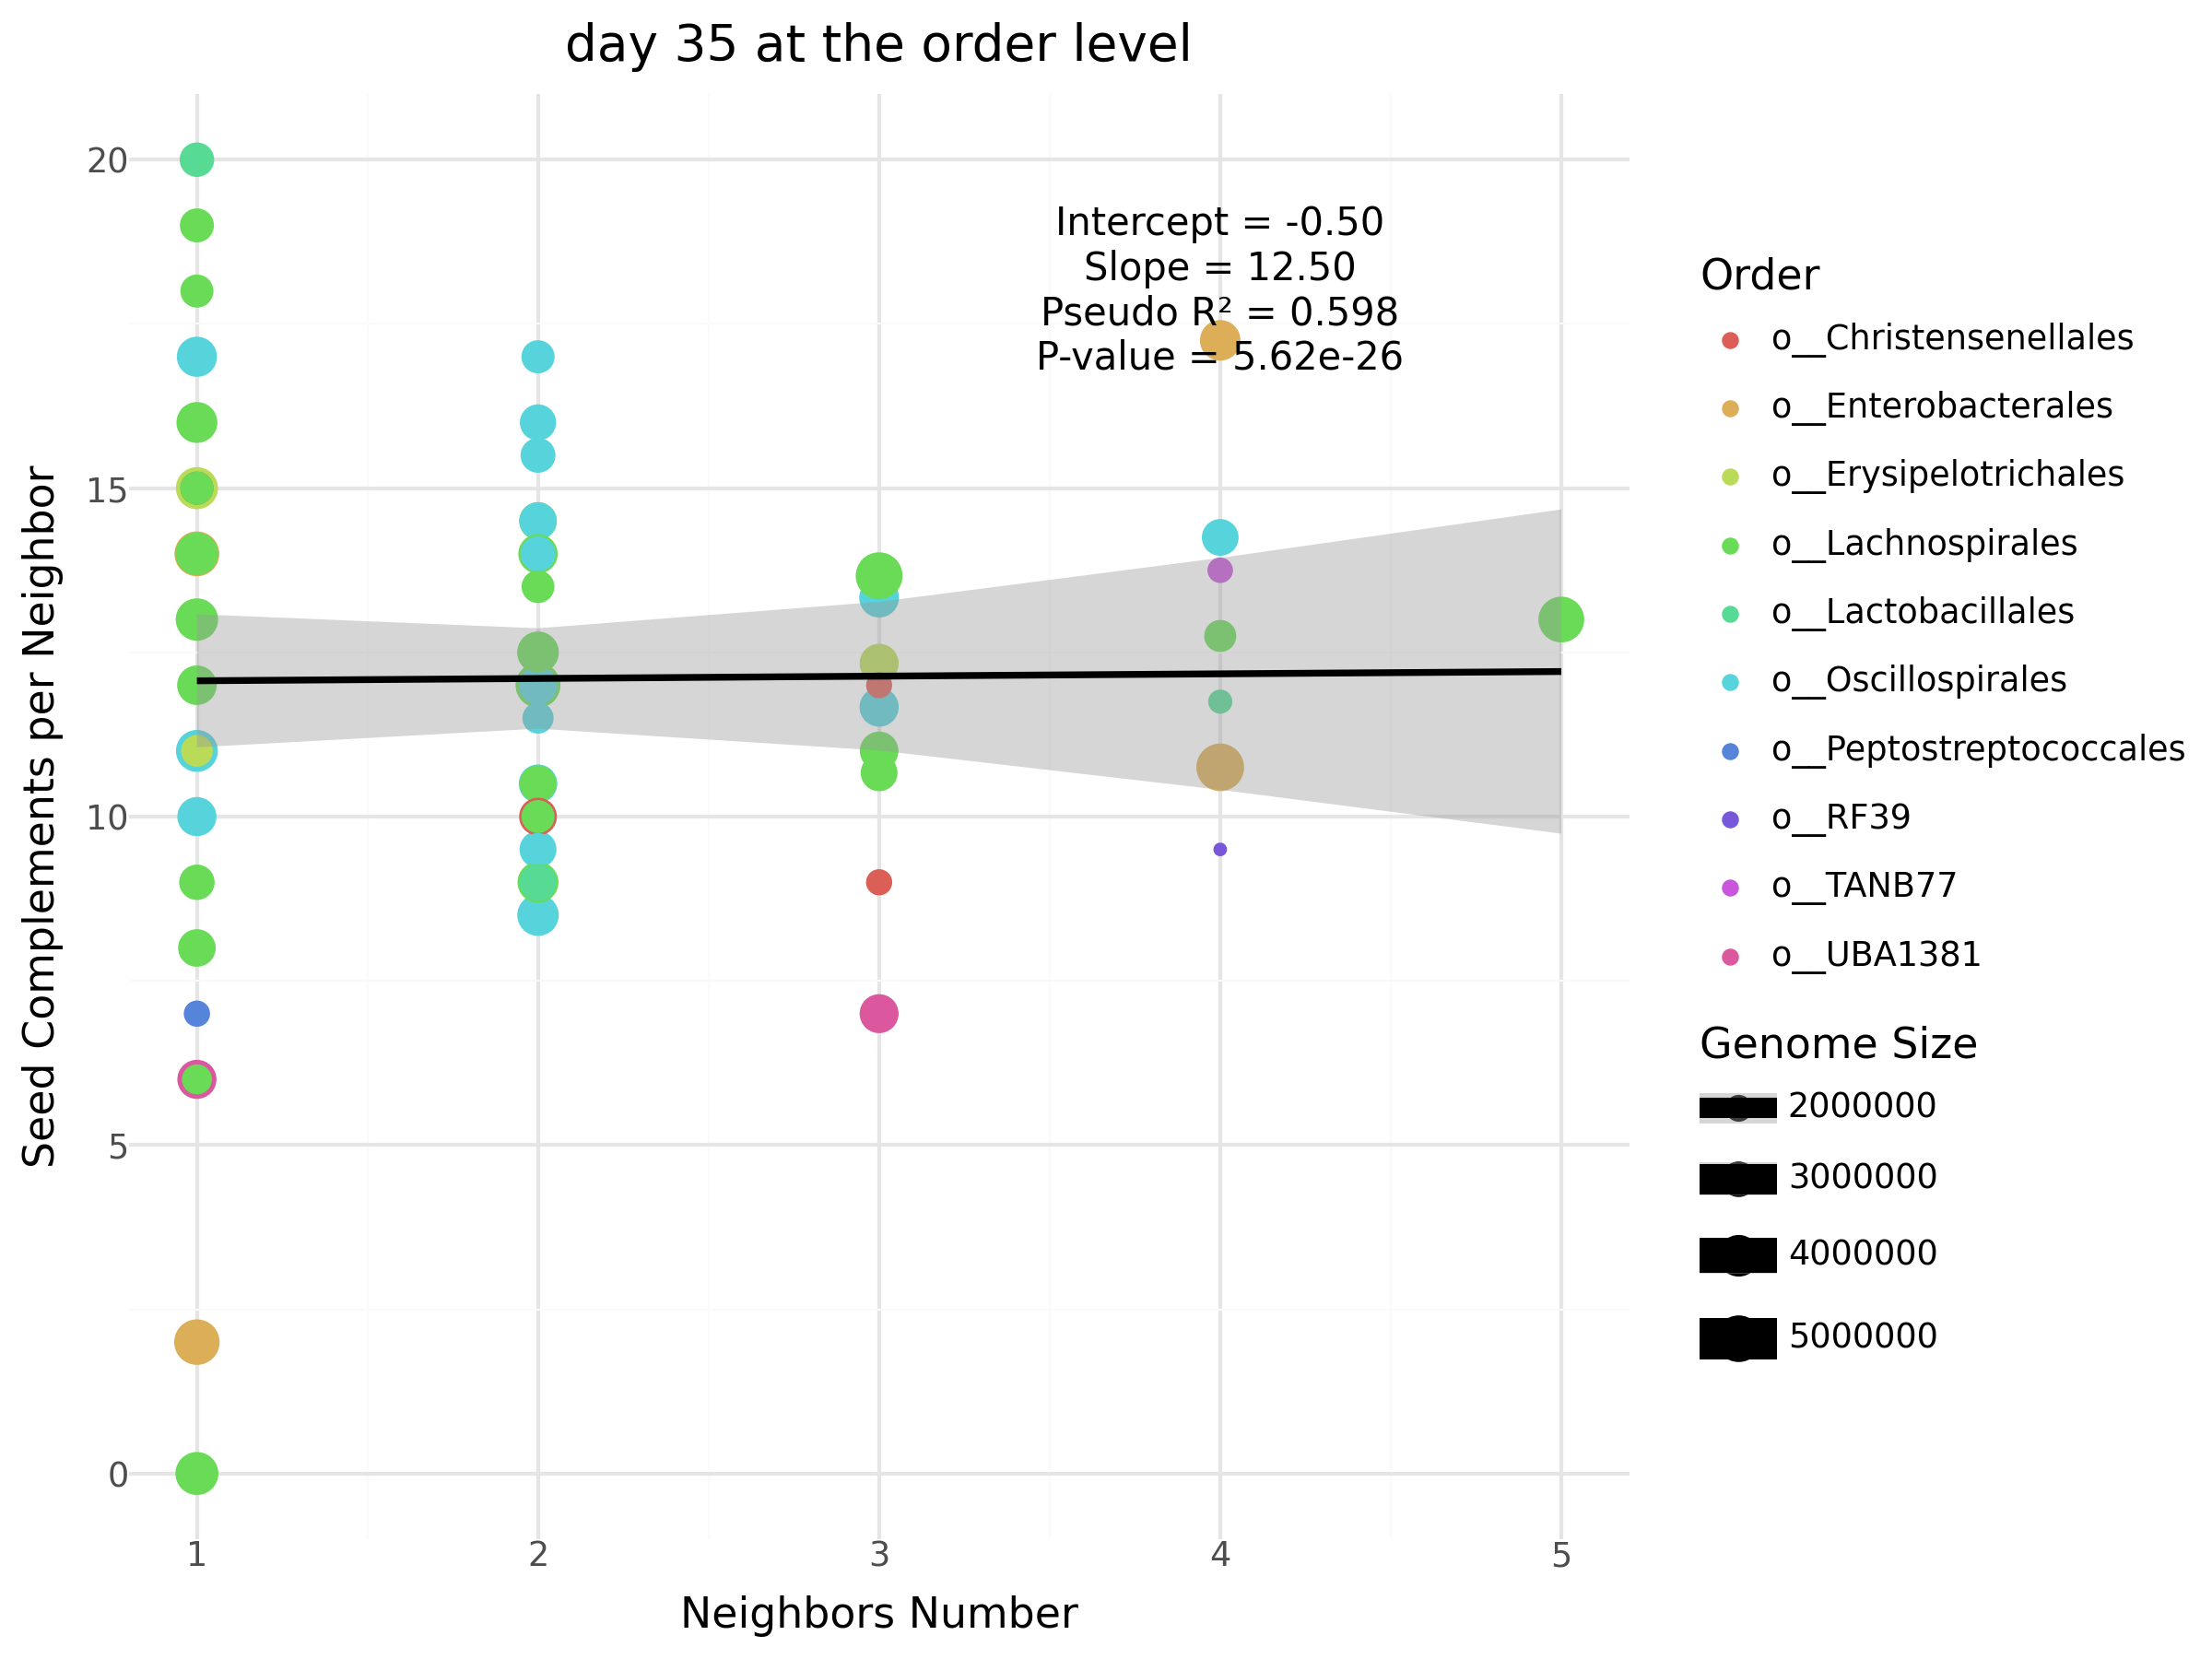 day 35 at the order level
Seed Complements per Neighbor
20
15
10
5
0
Intercept = -0.50
Slope = 12.50
Pseudo R² = 0.598
P-value = 5.62e-26
1 2 3 4 5
Neighbors Number
Order
o__Christensenellales
o__Enterobacterales
o__Erysipelotrichales
o__Lachnospirales
o__Lactobacillales
o__Oscillospirales
o__Peptostreptococcales
o__RF39
o__TANB77
o__UBA1381
Genome Size
2000000
3000000
4000000
5000000